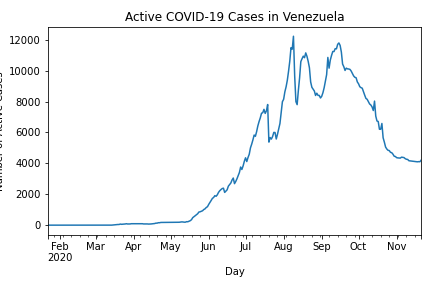 Active COVID-19 Cases in Venezuela
12000
10000
8000
6000
4000
2000
0
Number of Active Cases
Feb Mar Apr May Jun Jul Aug Sep Oct Nov
2020
Day